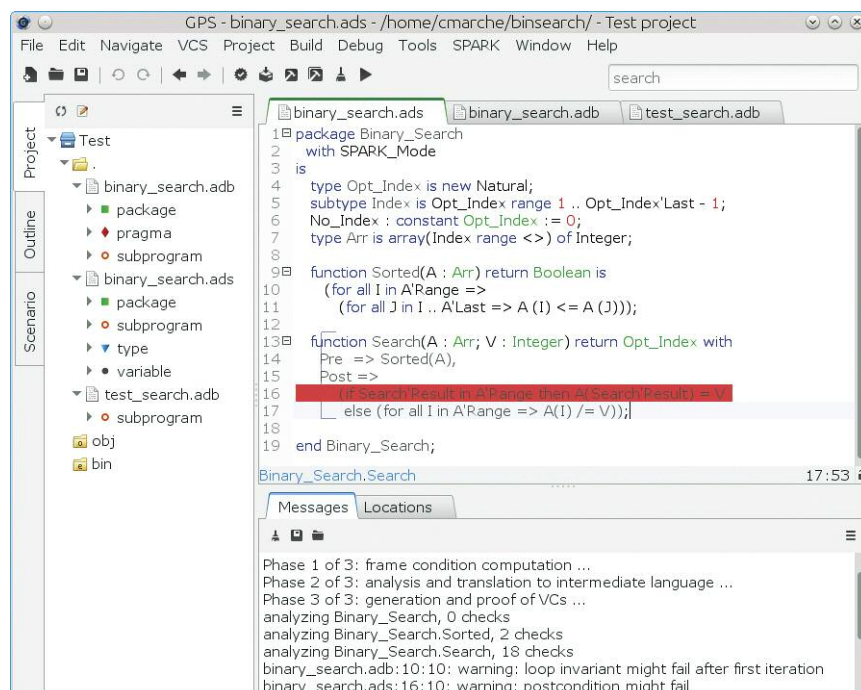 GPS - binary_search.ads - /home/cmarche/binsearch/ - Test project
File Edit Navigate VCS Project Build Debug Tools SPARK Window Help
search
Project
Outline
Scenario
Test
.
binary_search.adb
package
pragma
subprogram
binary_search.ads
package
subprogram
type
variable
test_search.adb
subprogram
obj
bin
binary_search.ads binary_search.adb test_search.adb
1 package Binary_Search
2 with SPARK_Mode
3 is
4 type Opt_Index is new Natural;
5 subtype Index is Opt_Index range 1 .. Opt_Index'Last - 1;
6 No_Index : constant Opt_Index := 0;
7 type Arr is array(Index range <>) of Integer;
8
9 function Sorted(A : Arr) return Boolean is
10 (for all I in A'Range =>
11 (for all J in I .. A'Last => A (I) <= A (J)));
12
13 function Search(A : Arr; V : Integer) return Opt_Index with
14 Pre => Sorted(A),
15 Post =>
16 (if Search'Result in A'Range then A(Search'Result) = V
17 else (for all I in A'Range => A(I) /= V));
18
19 end Binary_Search;
Binary_Search.Search 17:53
Messages Locations
Phase 1 of 3: frame condition computation ...
Phase 2 of 3: analysis and translation to intermediate language ...
Phase 3 of 3: generation and proof of VCs ...
analyzing Binary_Search, 0 checks
analyzing Binary_Search.Sorted, 2 checks
analyzing Binary_Search.Search, 18 checks
binary_search.adb:10:10: warning: loop invariant might fail after first iteration
binary_search.ads:16:10: warning: postcondition might fail